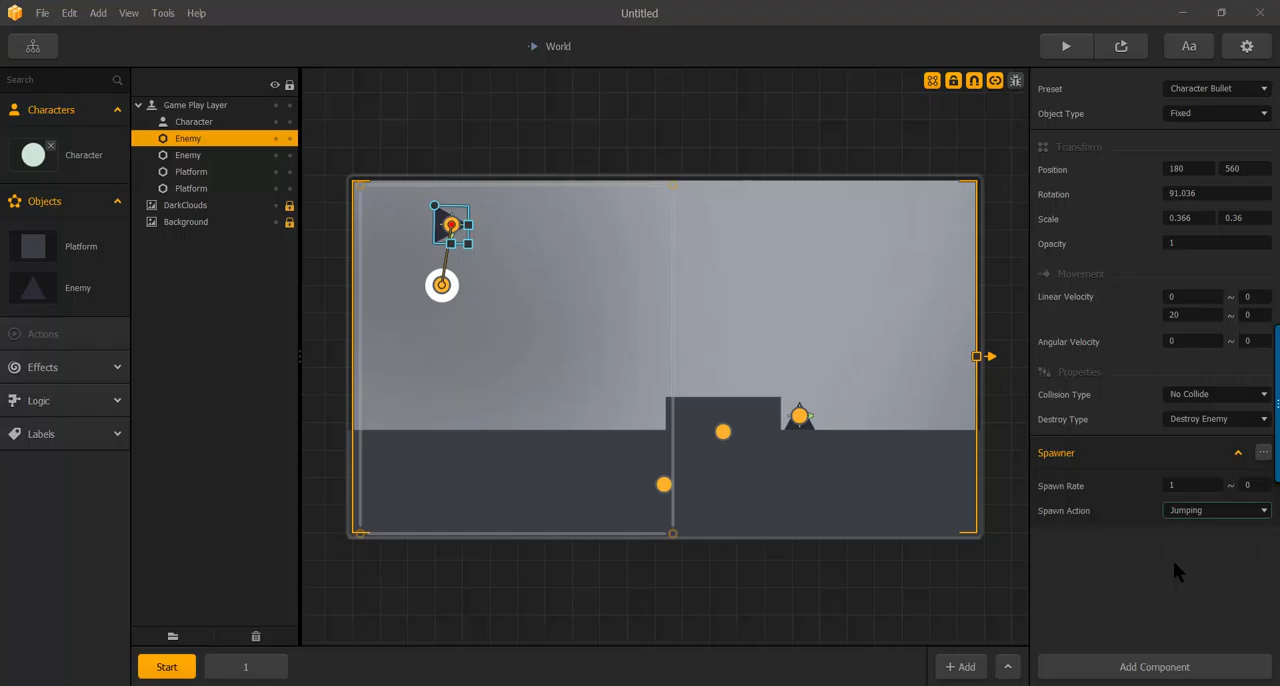 File Edit Add View Tools Help
Untitled
World
Aa
Search
Characters
Character
Objects
Platform
Enemy
Actions
Effects
Logic
Labels
Game Play Layer
Character
Enemy
Enemy
Platform
Platform
DarkClouds
Background
Start
1
+ Add
Preset Character Bullet
Object Type Fixed
Transform
Position 180 560
Rotation 91.036
Scale 0.366 0.36
Opacity 1
Movement
Linear Velocity 0 ~ 0
20 ~ 0
Angular Velocity 0 ~ 0
Properties
Collision Type No Collide
Destroy Type Destroy Enemy
Spawner
Spawn Rate 1 ~ 0
Spawn Action Jumping
Add Component